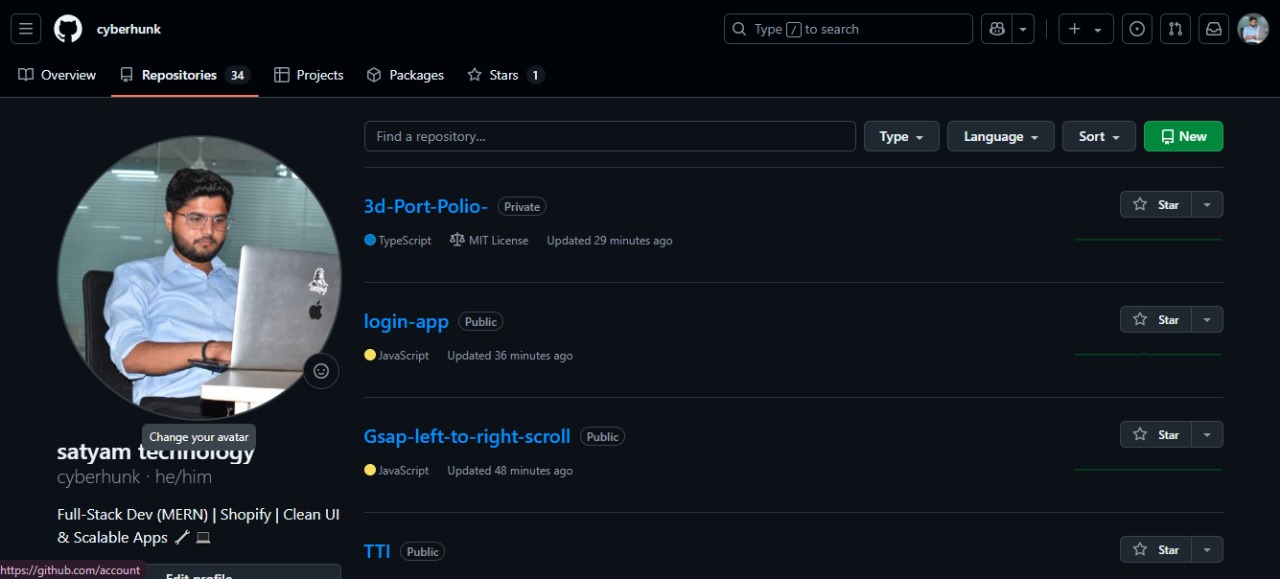 cyberhunk
Type / to search
Overview
Repositories 34
Projects
Packages
Stars 1
Find a repository...
Type
Language
Sort
New
3d-Port-Polio- Private
Star
TypeScript MIT License Updated 29 minutes ago
login-app Public
Star
JavaScript Updated 36 minutes ago
Gsap-left-to-right-scroll Public
Star
JavaScript Updated 48 minutes ago
TTI Public
Star
Change your avatar
satyam technology
cyberhunk · he/him
Full-Stack Dev (MERN) | Shopify | Clean UI
& Scalable Apps
Edit profile
https://github.com/account